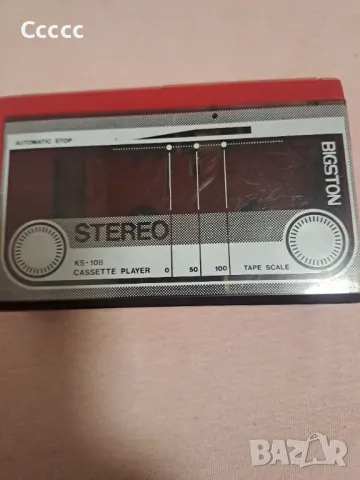 Ccccc
AUTOMATIC STOP
BIGSTON
STEREO
KS-108
CASSETTE PLAYER 0 50 100 TAPE SCALE
BAZAR
bg